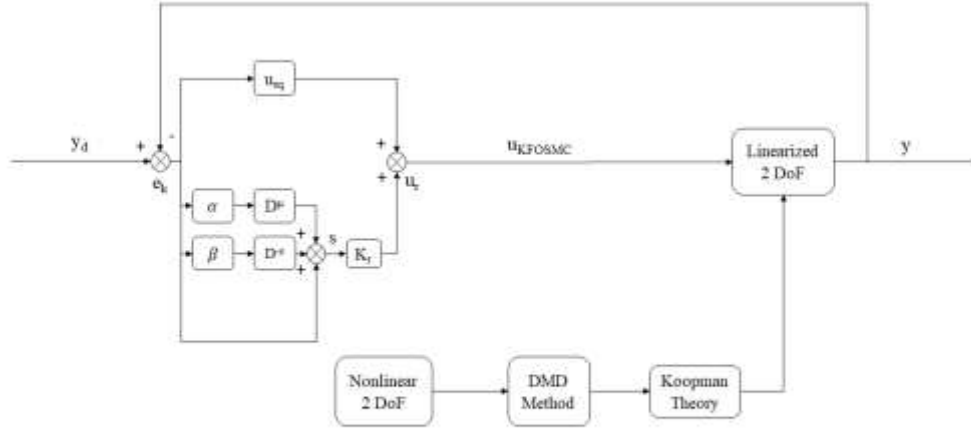 y_d
+
-
e_k
u_eq
+
+
u_r
u_KFOSMC
Linearized
2 DoF
y
α
D^μ
β
+
+
s
K_r
Nonlinear
2 DoF
DMD
Method
Koopman
Theory